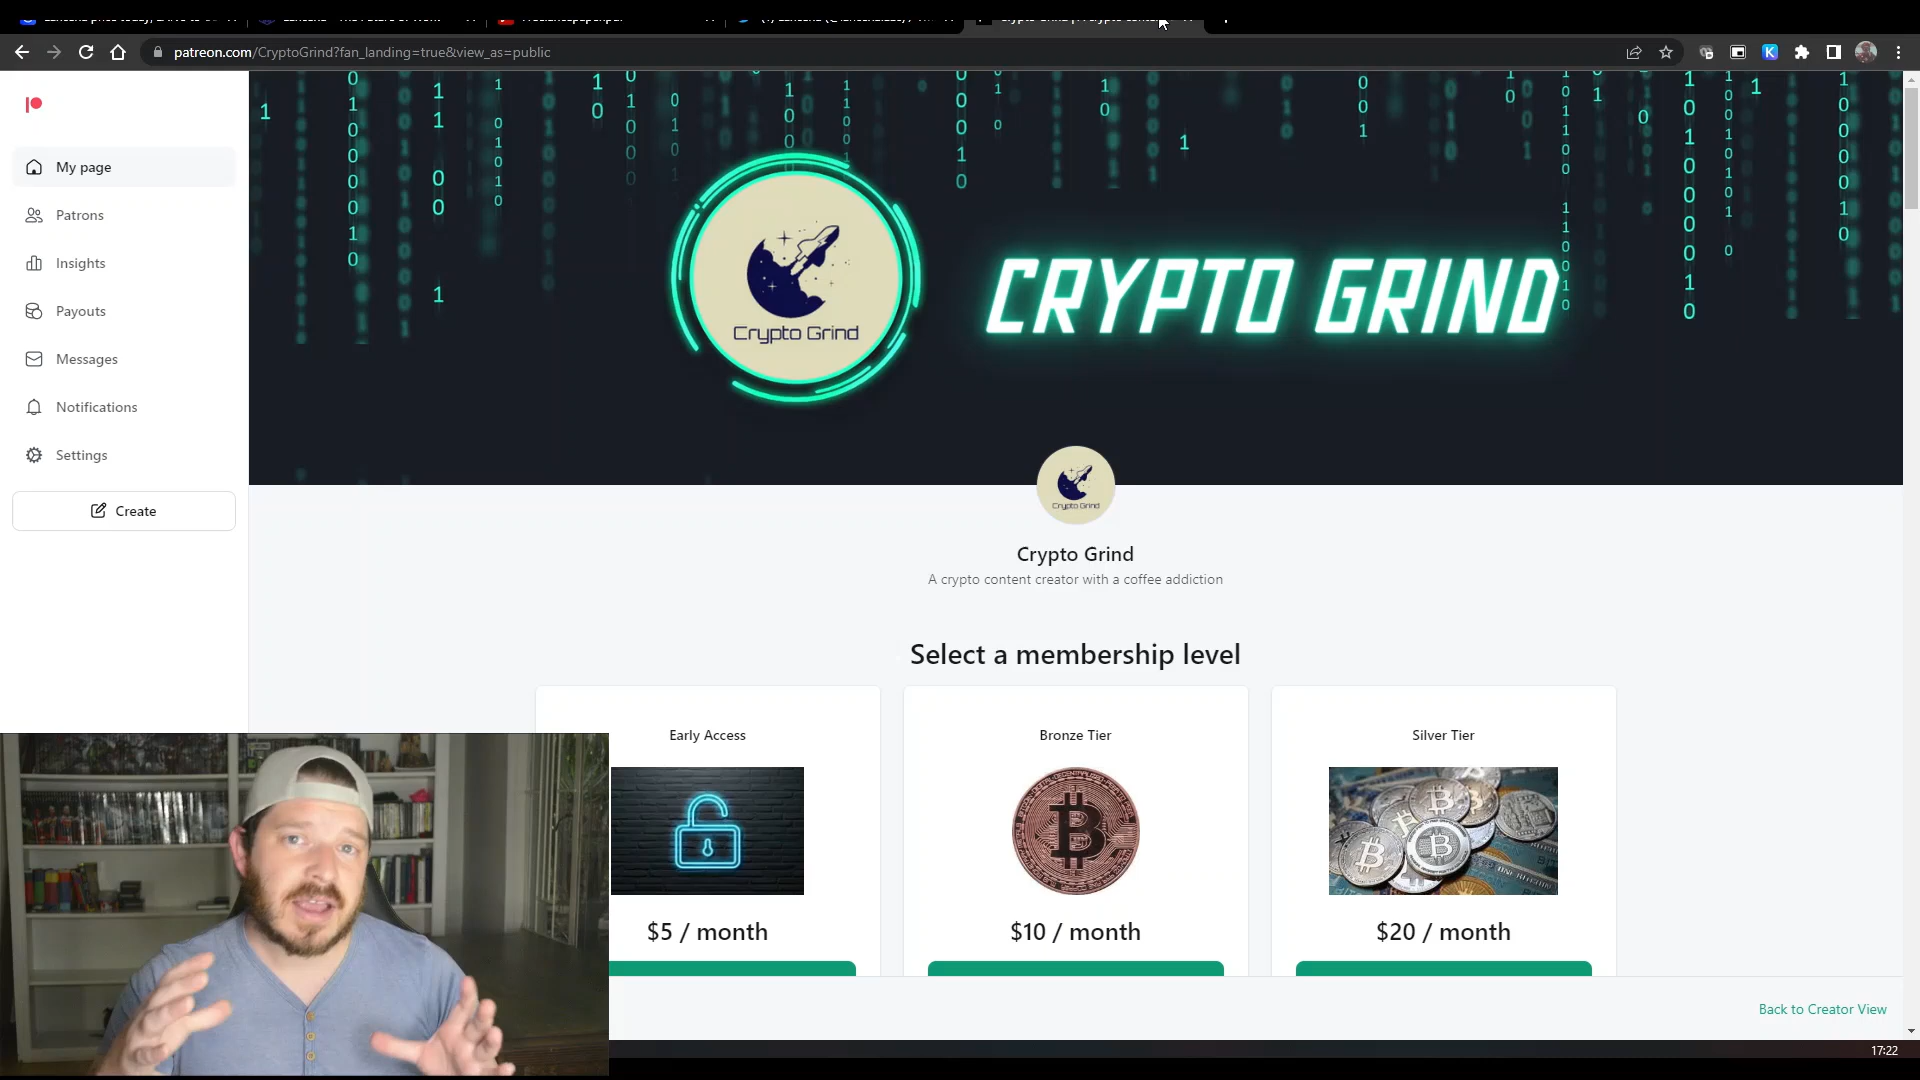 patreon.com/CryptoGrind?fan_landing=true&view_as=public
My page
Patrons
Insights
Payouts
Messages
Notifications
Settings
Create
Crypto Grind
CRYPTO GRIND
Crypto Grind
Crypto Grind
A crypto content creator with a coffee addiction
Select a membership level
Early Access
Bronze Tier
Silver Tier
$5 / month
$10 / month
$20 / month
Back to Creator View
17:22